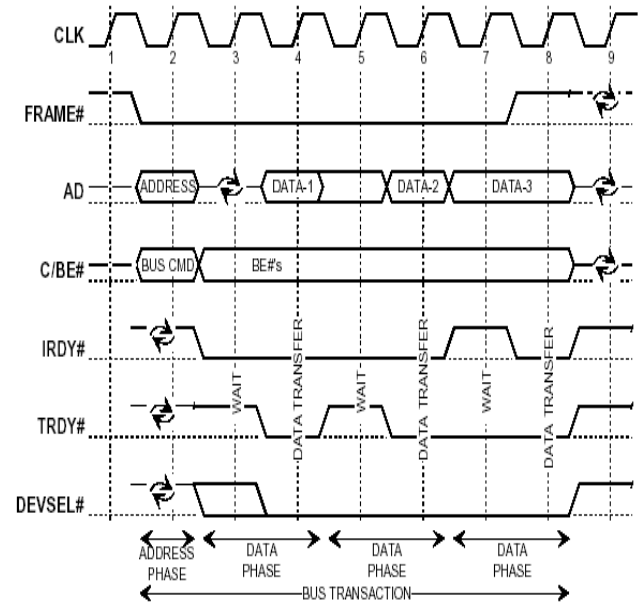 CLK
1 2 3 4 5 6 7 8 9
FRAME#
AD ADDRESS DATA-1 DATA-2 DATA-3
C/BE# BUS CMD BE#'s
IRDY#
WAIT DATA TRANSFER WAIT DATA TRANSFER WAIT DATA TRANSFER
TRDY#
DEVSEL#
ADDRESS DATA DATA DATA
PHASE PHASE PHASE PHASE
BUS TRANSACTION